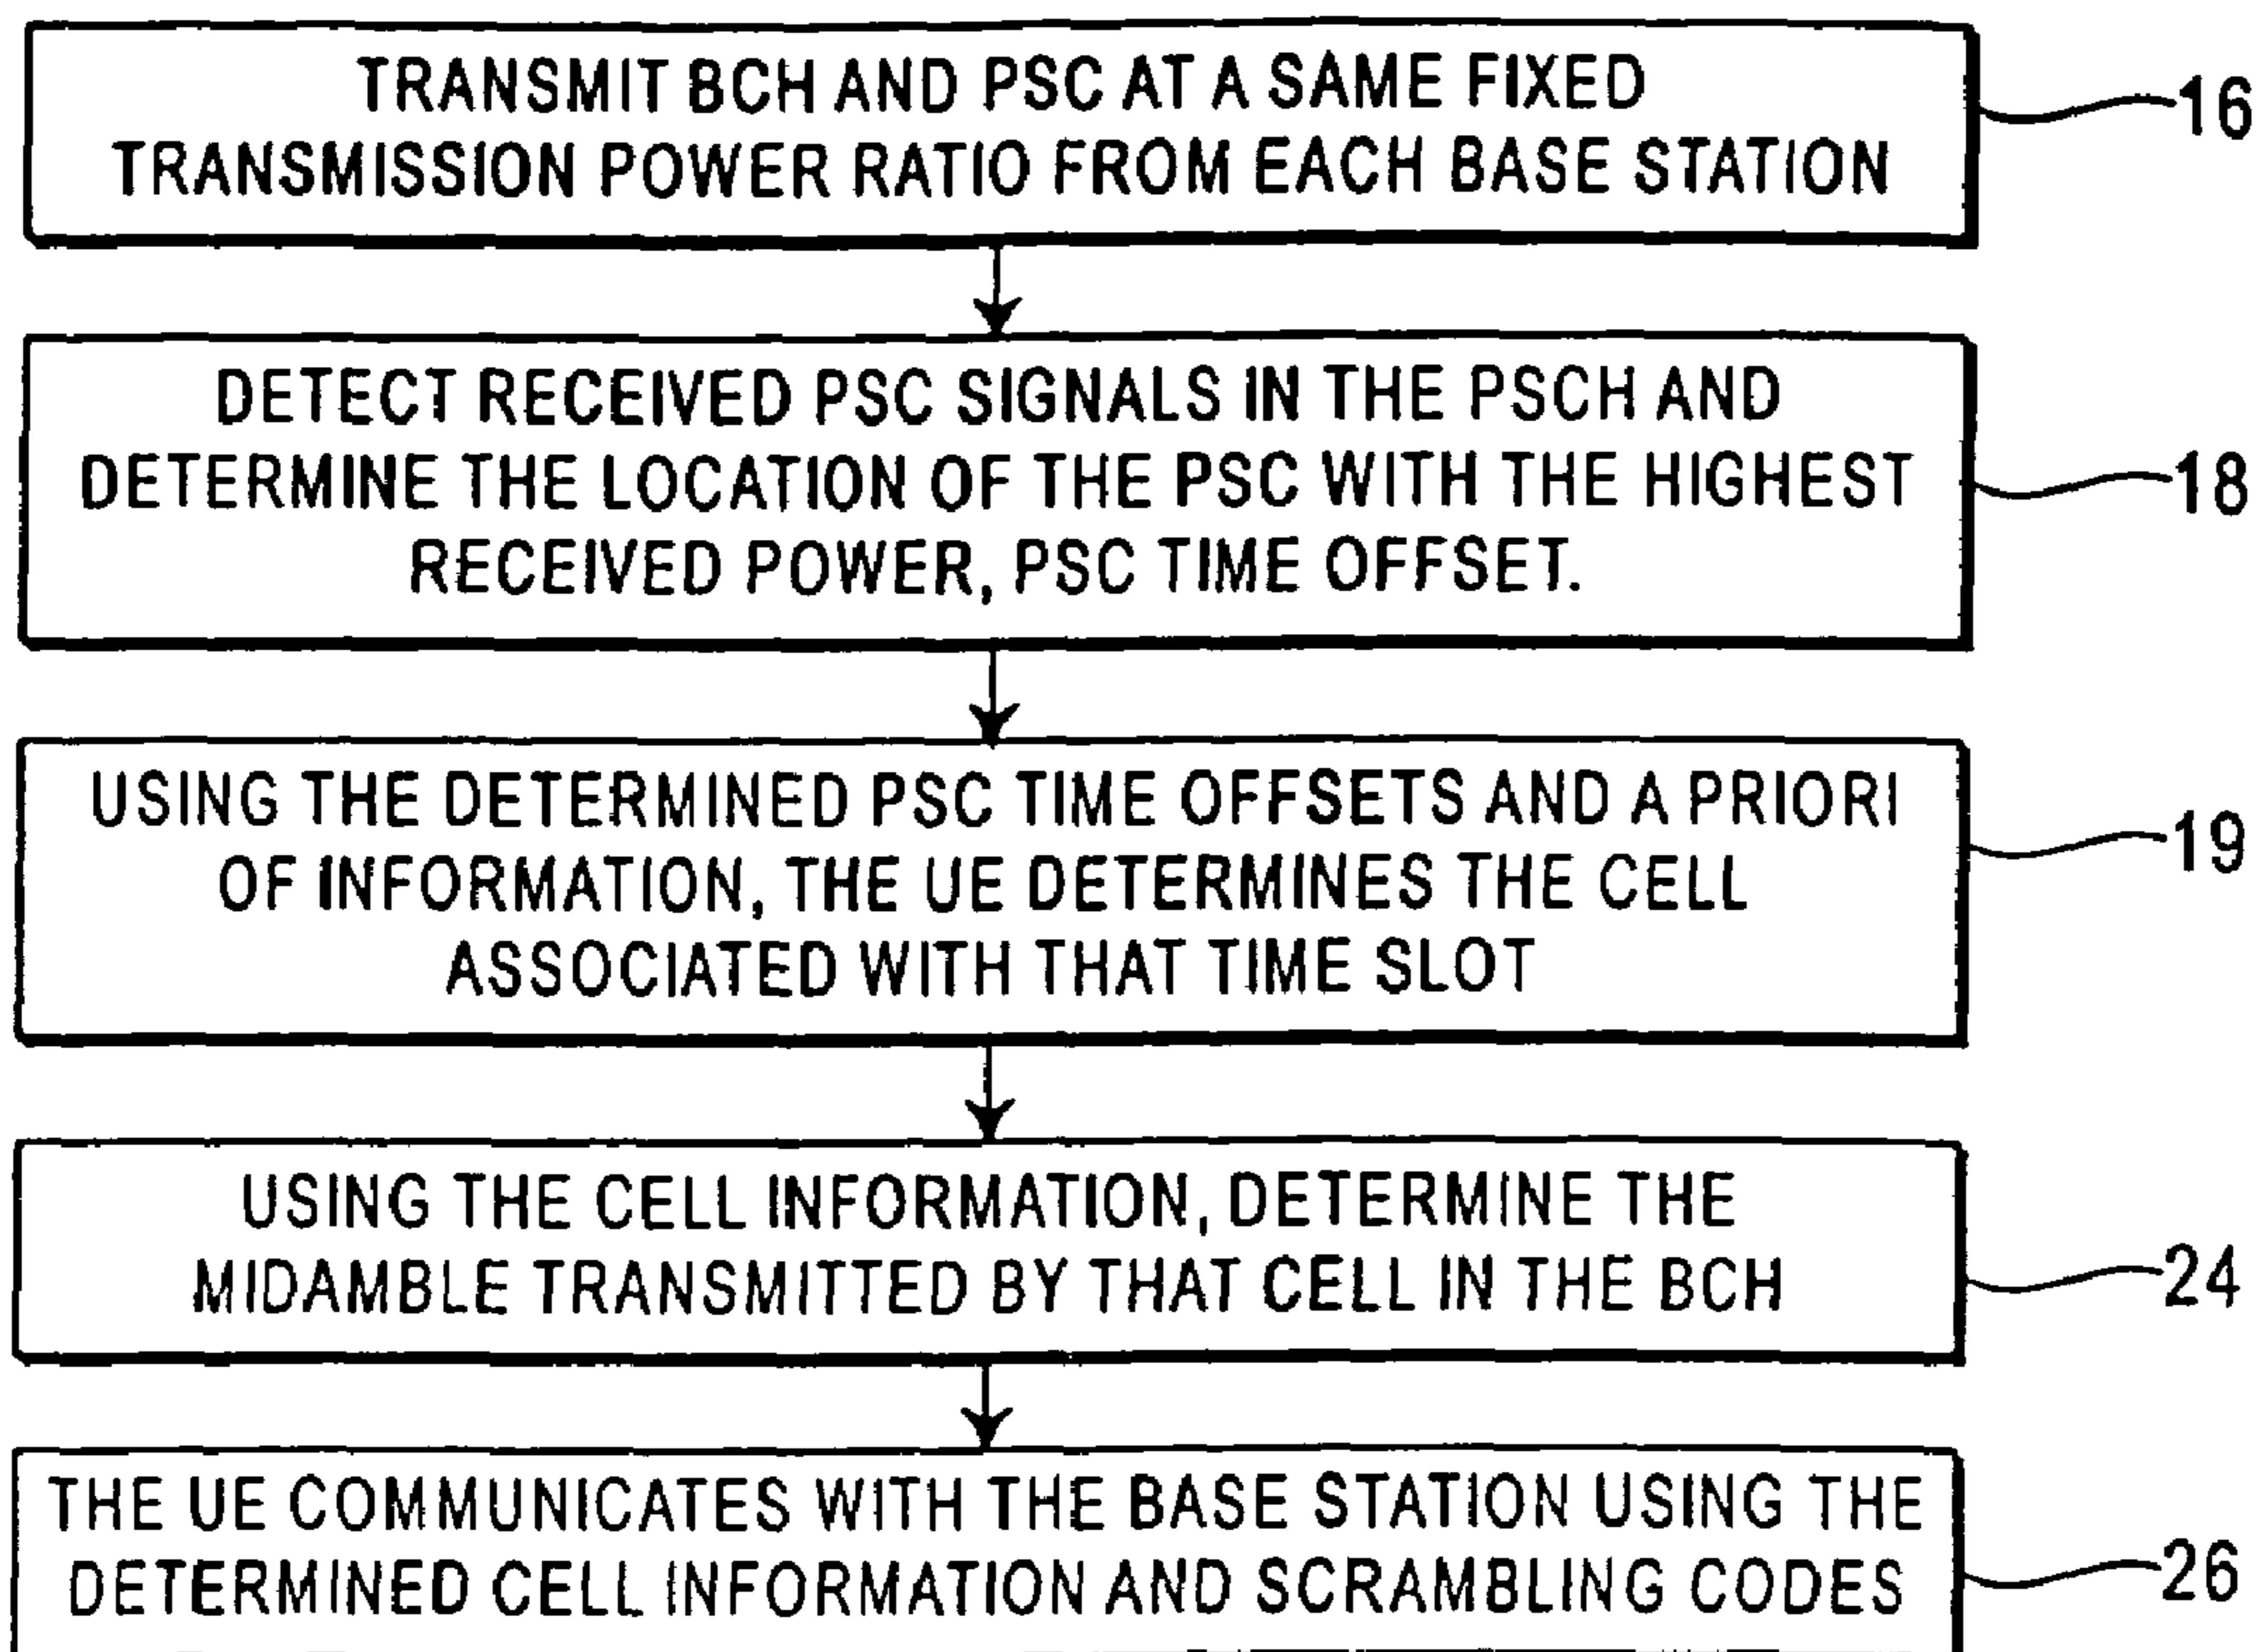 TRANSMIT BCH AND PSC AT A SAME FIXED
TRANSMISSION POWER RATIO FROM EACH BASE STATION
16
DETECT RECEIVED PSC SIGNALS IN THE PSCH AND
DETERMINE THE LOCATION OF THE PSC WITH THE HIGHEST
RECEIVED POWER, PSC TIME OFFSET.
18
USING THE DETERMINED PSC TIME OFFSETS AND A PRIORI
OF INFORMATION, THE UE DETERMINES THE CELL
ASSOCIATED WITH THAT TIME SLOT
19
USING THE CELL INFORMATION, DETERMINE THE
MIDAMBLE TRANSMITTED BY THAT CELL IN THE BCH
24
THE UE COMMUNICATES WITH THE BASE STATION USING THE
DETERMINED CELL INFORMATION AND SCRAMBLING CODES
26